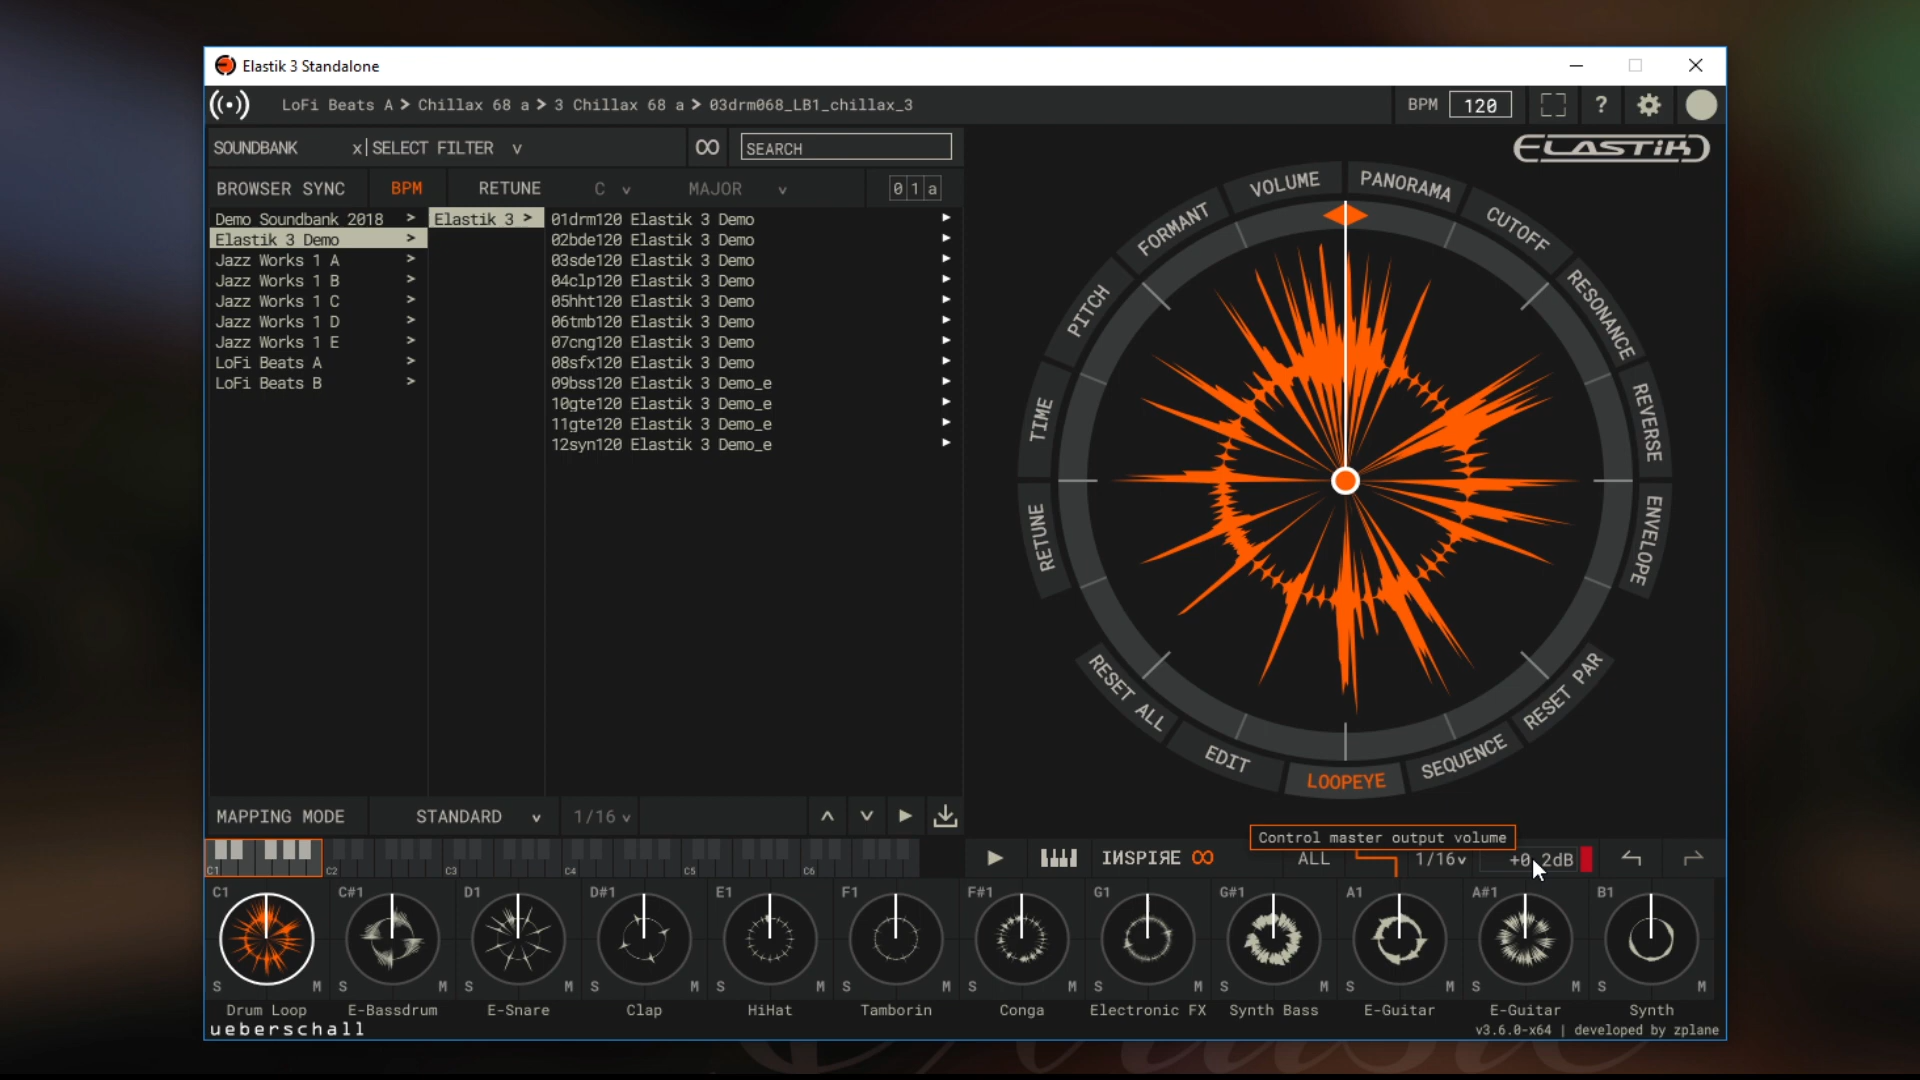 Elastik 3 Standalone
LoFi Beats A > Chillax 68 a > 3 Chillax 68 a > 03drm068_LB1_chillax_3
BPM 120 ?
SOUNDBANK x|SELECT FILTER v ∞ SEARCH
ELASTIK
BROWSER SYNC BPM RETUNE C v MAJOR v 0 1 a
Demo Soundbank 2018 >
Elastik 3 Demo >
Jazz Works 1 A >
Jazz Works 1 B >
Jazz Works 1 C >
Jazz Works 1 D >
Jazz Works 1 E >
LoFi Beats A >
LoFi Beats B >
Elastik 3 >
01drm120 Elastik 3 Demo
02bde120 Elastik 3 Demo
03sde120 Elastik 3 Demo
04clp120 Elastik 3 Demo
05hht120 Elastik 3 Demo
06tmb120 Elastik 3 Demo
07cng120 Elastik 3 Demo
08sfx120 Elastik 3 Demo
09bss120 Elastik 3 Demo_e
10gte120 Elastik 3 Demo_e
11gte120 Elastik 3 Demo_e
12syn120 Elastik 3 Demo_e
RETUNE
TIME
PITCH
FORMANT
VOLUME
PANORAMA
CUTOFF
RESONANCE
REVERSE
ENVELOPE
RESET ALL
EDIT
LOOPEYE
SEQUENCE
RESET PAR
MAPPING MODE STANDARD v 1/16 v
Control master output volume
C1 C2 C3 C4 C5 C6
INSPIRE ∞ ALL 1/16v +0.2dB
C1 C#1 D1 D#1 E1 F1 F#1 G1 G#1 A1 A#1 B1
S M S M S M S M S M S M S M S M S M S M S M S M
Drum Loop E-Bassdrum E-Snare Clap HiHat Tamborin Conga Electronic FX Synth Bass E-Guitar E-Guitar Synth
ueberschall
v3.6.0-x64 | developed by zplane